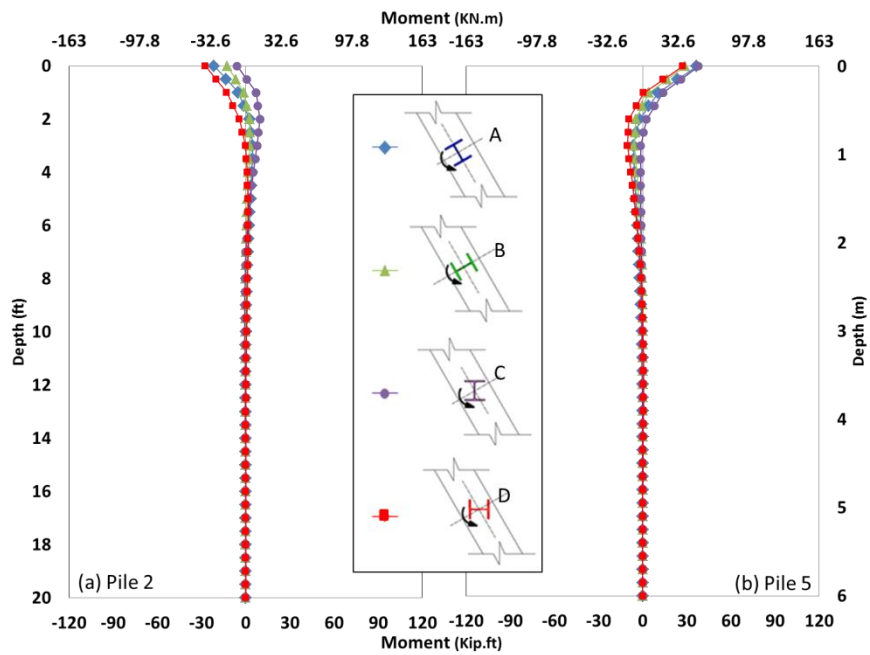 Moment (KN.m)
-163 -97.8 -32.6 32.6 97.8 163 -163 -97.8 -32.6 32.6 97.8 163
0 0
2
1
4
6
2
8
10 3
12
4
14
16
5
18
20 6
Depth (ft)
Depth (m)
A
B
C
D
(a) Pile 2 (b) Pile 5
-120 -90 -60 -30 0 30 60 90 120 -90 -60 -30 0 30 60 90 120
Moment (Kip.ft)